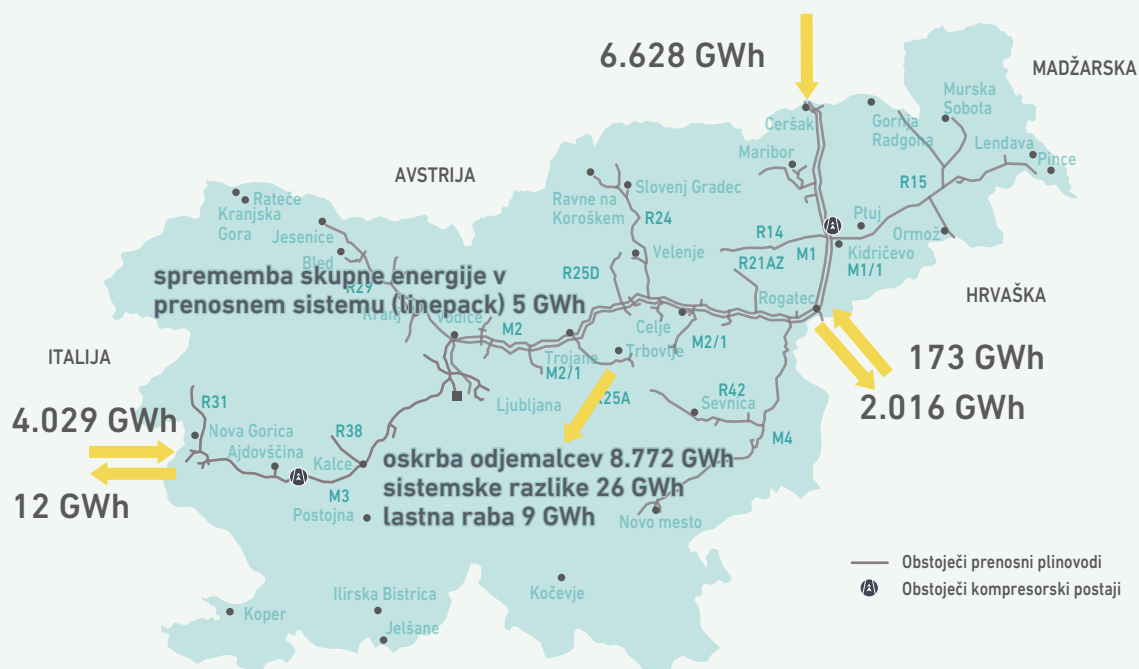 6.628 GWh
MADŽARSKA
Murska
Sobota
Ceršak
Gornja
Radgona
Lendava
Pince
Maribor
AVSTRIJA
R15
Ravne na
Koroškem
Slovenj Gradec
Rateče
Kranjska
Gora
R24
Ptuj
Ormož
Jesenice
R14
M1
Kidričevo
M1/1
Bled
Velenje
R21AZ
R25D
sprememba skupne energije v
prenosnem sistemu (linepack) 5 GWh
R29
Kranj
Vodice
Rogatec
HRVAŠKA
M2
Celje
M2/1
Trojane
Trbovlje
M2/1
ITALIJA
173 GWh
2.016 GWh
R25A
R42
Sevnica
Ljubljana
R31
4.029 GWh
Nova Gorica
R38
M4
Ajdovščina
Kalce
oskrba odjemalcev 8.772 GWh
sistemske razlike 26 GWh
lastna raba 9 GWh
12 GWh
M3
Postojna
Novo mesto
Obstoječi prenosni plinovodi
Obstoječi kompresorski postaji
Kočevje
Ilirska Bistrica
Koper
Jelšane